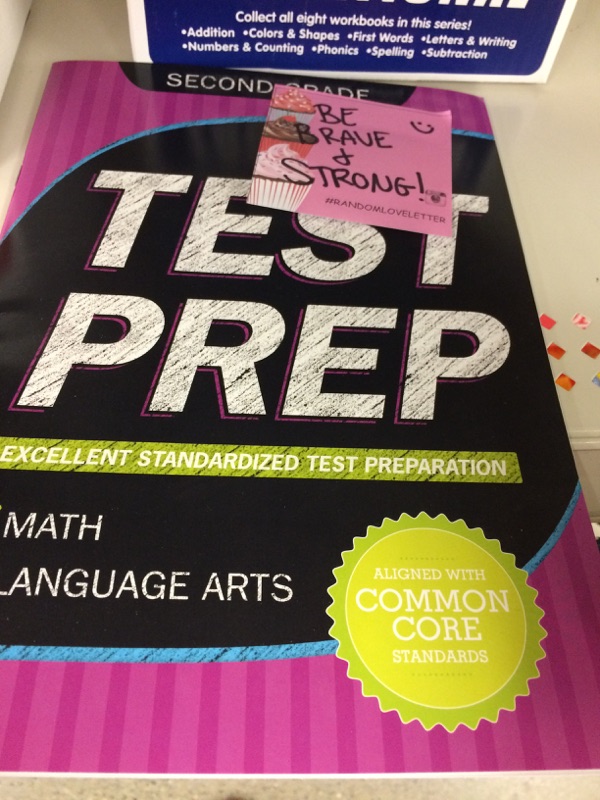 Collect all eight workbooks in this series!
•Addition •Colors & Shapes •First Words •Letters & Writing
•Numbers & Counting •Phonics •Spelling •Subtraction
SECOND GRADE
BE
BRAVE
&
STRONG!
#RANDOMLOVELETTER
TEST
PREP
EXCELLENT STANDARDIZED TEST PREPARATION
MATH
LANGUAGE ARTS
ALIGNED WITH
COMMON
CORE
STANDARDS